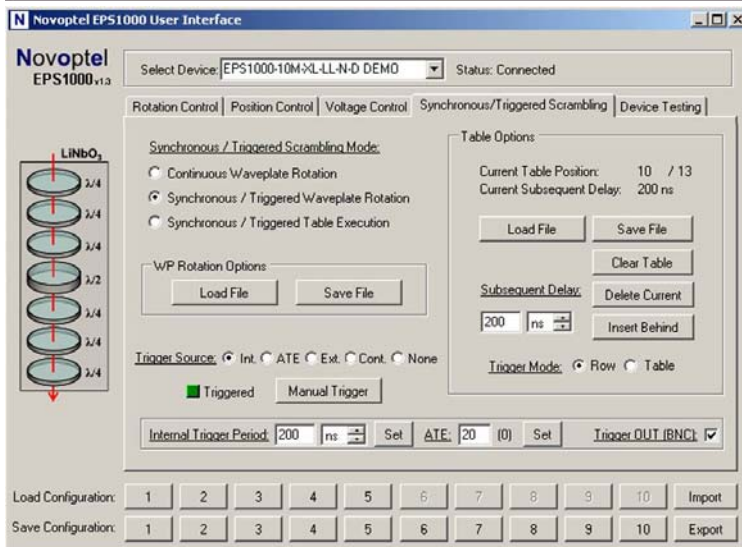 Novoptel EPS1000 User Interface
Novoptel
EPS1000 v1.3
Select Device: EPS1000-10M-XL-LL-N-D DEMO Status: Connected
Rotation Control Position Control Voltage Control Synchronous/Triggered Scrambling Device Testing
LiNbO3
λ/4
λ/4
λ/4
λ/2
λ/4
λ/4
λ/4
Synchronous / Triggered Scrambling Mode:
Continuous Waveplate Rotation
Synchronous / Triggered Waveplate Rotation
Synchronous / Triggered Table Execution
WP Rotation Options
Load File Save File
Trigger Source: Int. ATE Ext. Cont. None
Triggered Manual Trigger
Table Options
Current Table Position: 10 / 13
Current Subsequent Delay: 200 ns
Load File Save File
Clear Table
Subsequent Delay: Delete Current
200 ns Insert Behind
Trigger Mode: Row Table
Internal Trigger Period: 200 ns Set ATE: 20 (0) Set Trigger OUT (BNC):
Load Configuration: 1 2 3 4 5 6 7 8 9 10 Import
Save Configuration: 1 2 3 4 5 6 7 8 9 10 Export